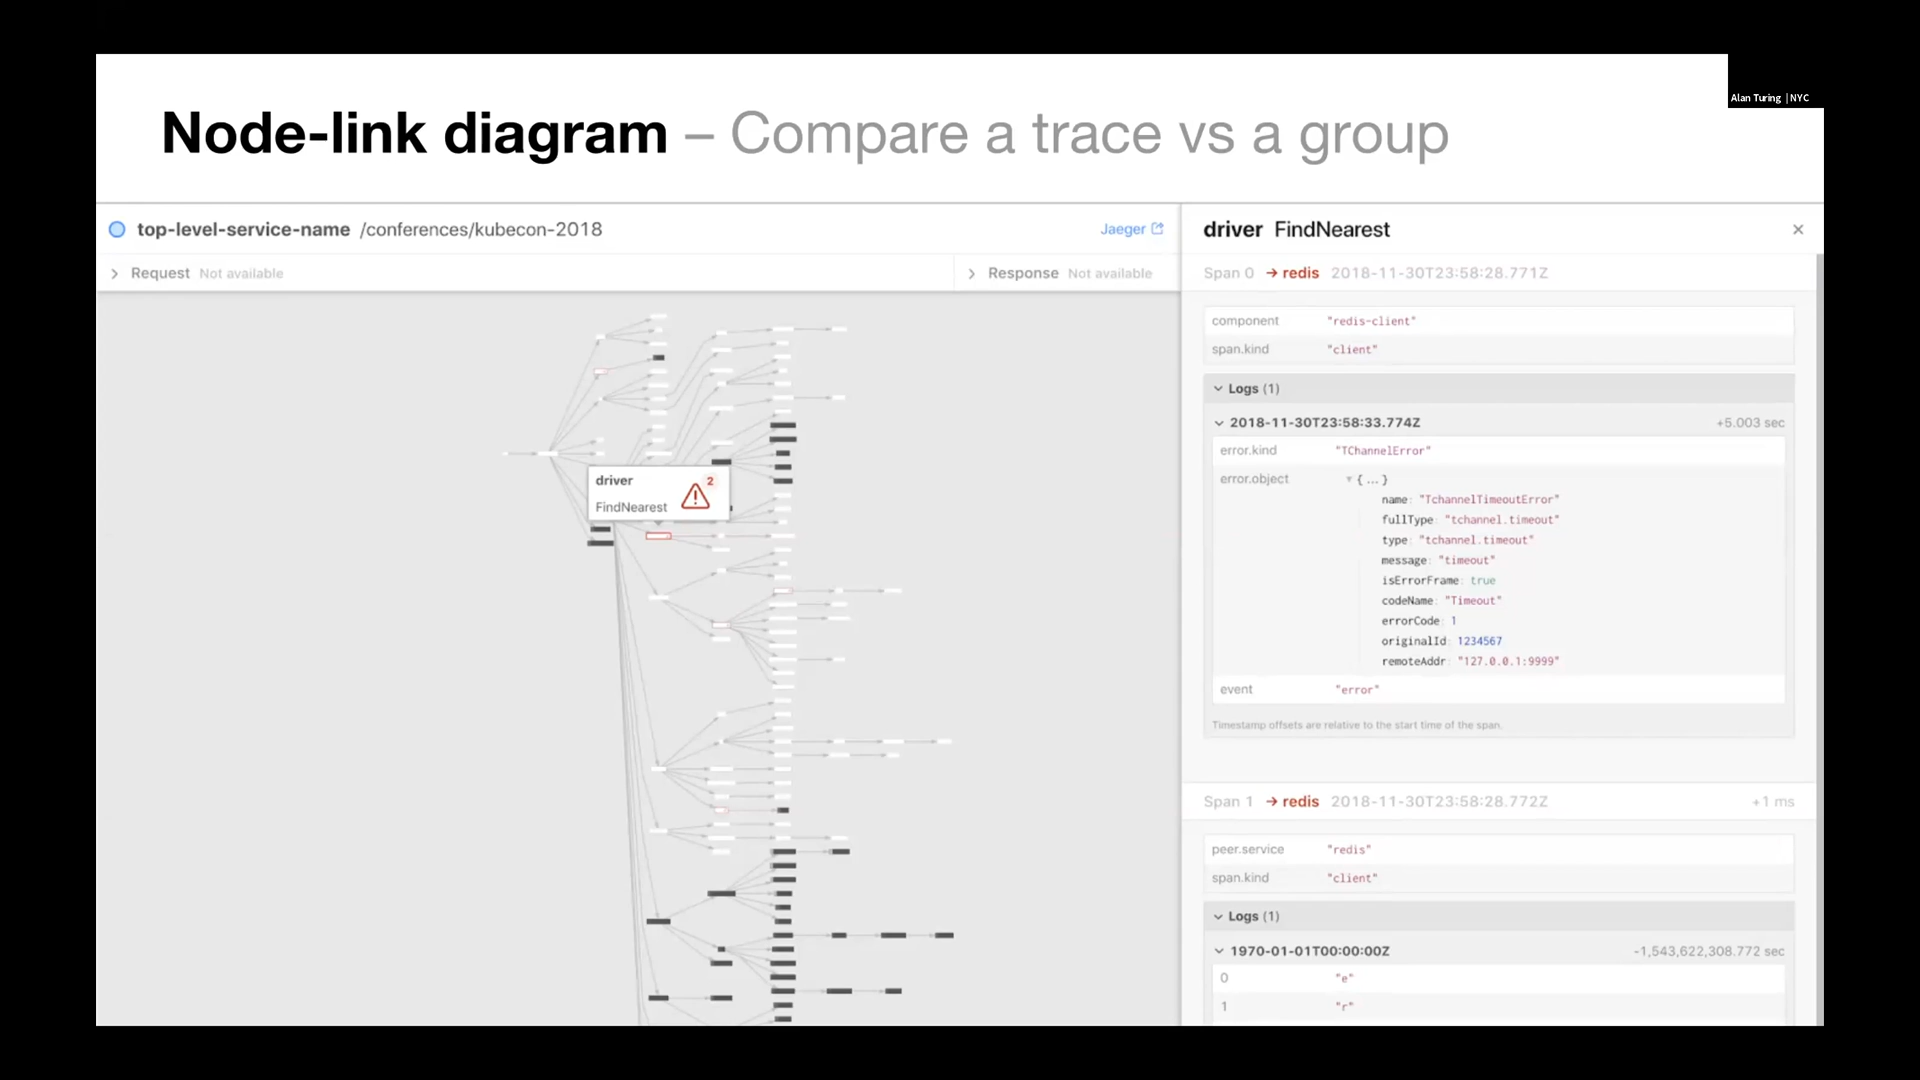 Alan Turing | NYC
Node-link diagram – Compare a trace vs a group
top-level-service-name /conferences/kubecon-2018 Jaeger
Request Not available
Response Not available
driver
FindNearest
2
driver FindNearest ×
Span 0 → redis 2018-11-30T23:58:28.771Z
component "redis-client"
span.kind "client"
Logs (1)
2018-11-30T23:58:33.774Z +5.003 sec
error.kind "TChannelError"
error.object { ... }
name: "TchannelTimeoutError"
fullType: "tchannel.timeout"
type: "tchannel.timeout"
message: "timeout"
isErrorFrame: true
codeName: "Timeout"
errorCode: 1
originalId: 1234567
remoteAddr: "127.0.0.1:9999"
event "error"
Timestamp offsets are relative to the start time of the span.
Span 1 → redis 2018-11-30T23:58:28.772Z +1 ms
peer.service "redis"
span.kind "client"
Logs (1)
1970-01-01T00:00:00Z -1,543,622,308.772 sec
0 "e"
1 "r"